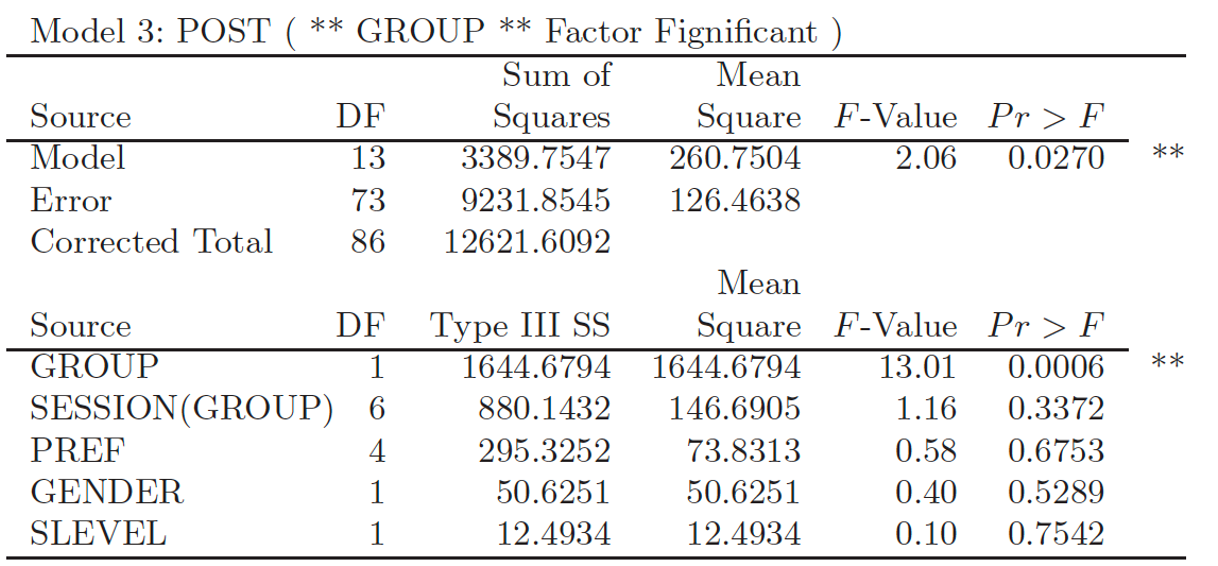 Model 3: POST ( ** GROUP ** Factor Fignificant )
Sum of Mean
Source DF Squares Square F-Value Pr > F
Model 13 3389.7547 260.7504 2.06 0.0270 **
Error 73 9231.8545 126.4638
Corrected Total 86 12621.6092
Mean
Source DF Type III SS Square F-Value Pr > F
GROUP 1 1644.6794 1644.6794 13.01 0.0006 **
SESSION(GROUP) 6 880.1432 146.6905 1.16 0.3372
PREF 4 295.3252 73.8313 0.58 0.6753
GENDER 1 50.6251 50.6251 0.40 0.5289
SLEVEL 1 12.4934 12.4934 0.10 0.7542